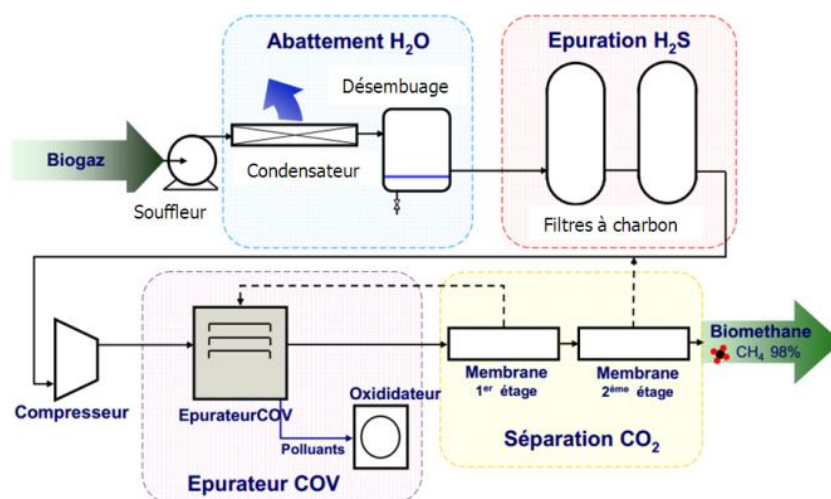 Abattement H₂O
Epuration H₂S
Désembuage
Biogaz
Condensateur
Souffleur
Filtres à charbon
Biomethane
CH₄ 98%
Membrane
1er étage
Membrane
2ème étage
Compresseur
EpurateurCOV
Oxididateur
Polluants
Séparation CO₂
Epurateur COV